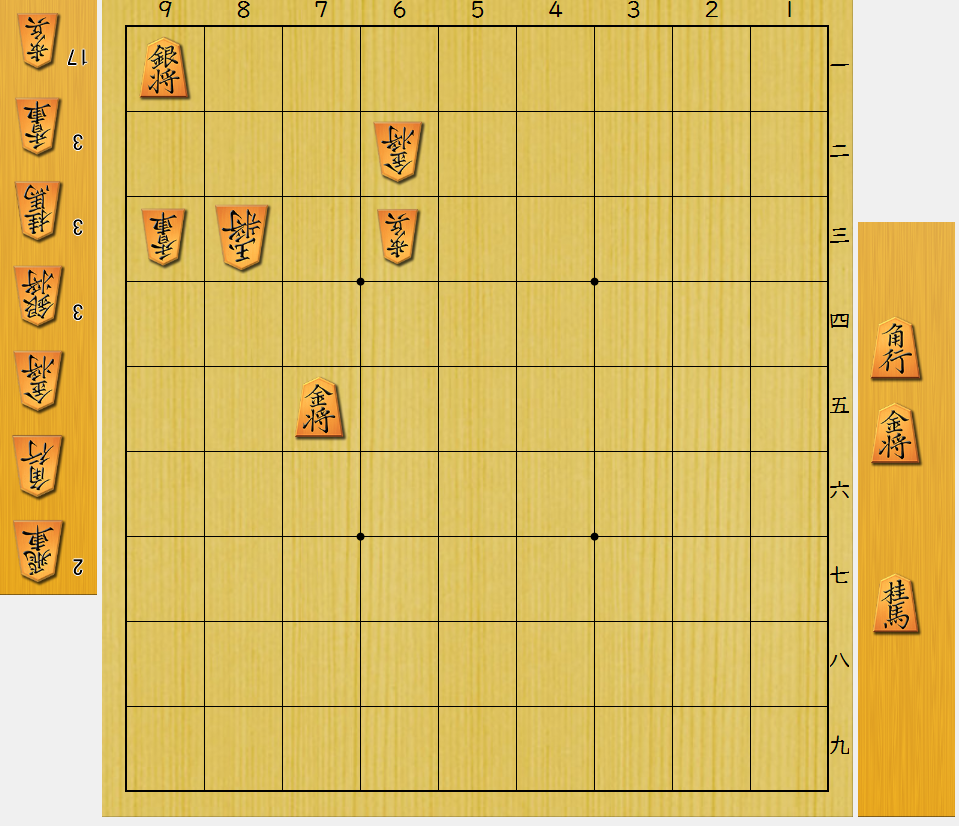 9 8 7 6 5 4 3 2 1
歩兵 17
香車 3
桂馬 3
銀将 3
金将
角行
飛車 2
銀将 一
金将 二
香車 玉将 歩兵 三
四
金将 五
六
七
八
九
角行
金将
桂馬